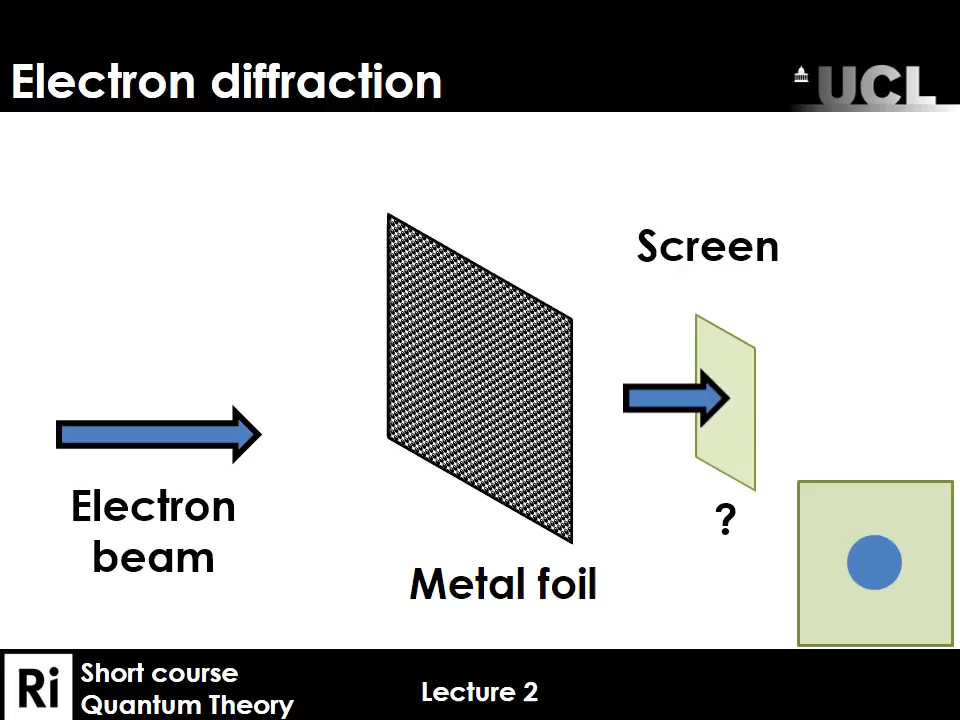 Electron diffraction
UCL
Screen
Electron
beam
?
Metal foil
Ri
Short course
Quantum Theory
Lecture 2